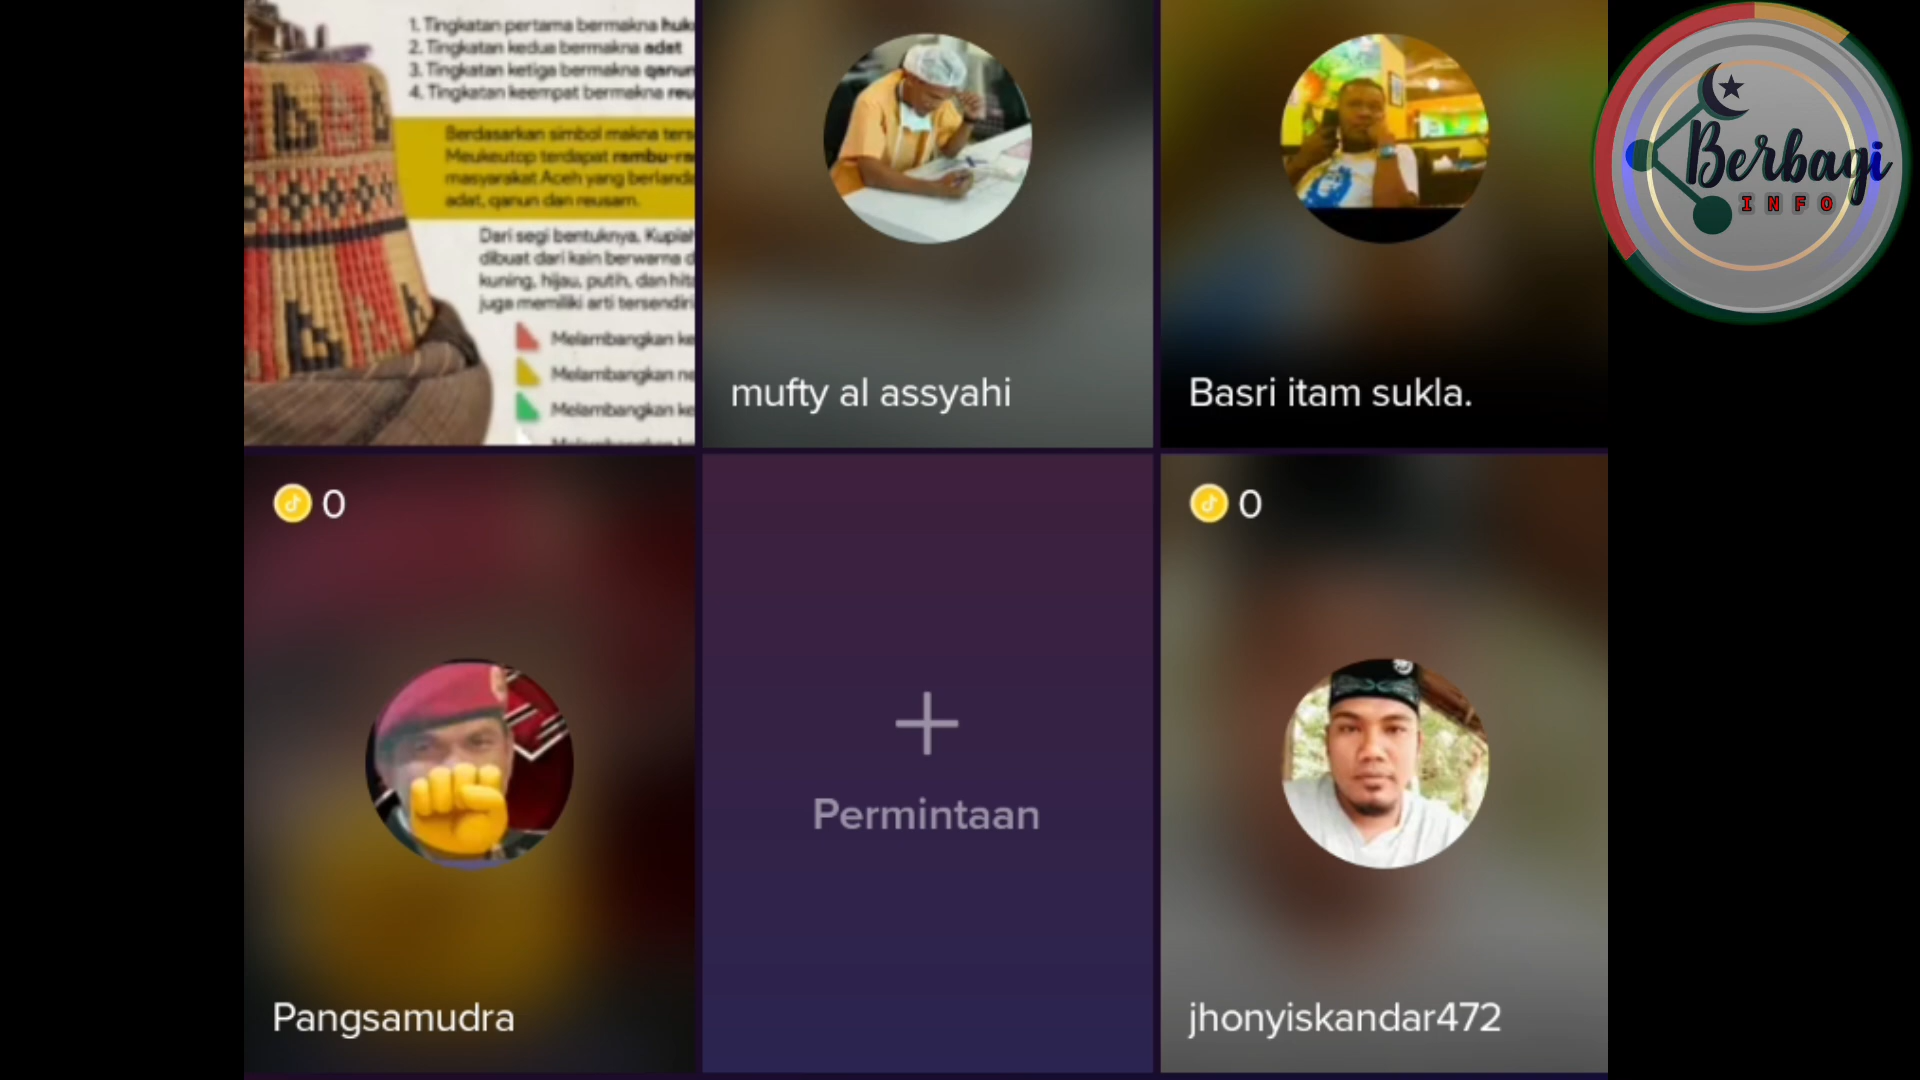 1. Tingkatan pertama bermakna
2. Tingkatan kedua bermakna adat
3. Tingkatan ketiga bermakna qanun
4. Tingkatan keempat bermakna
Berdasarkan simbol makna
Meukeutop terdapat
masyarakat Aceh yang
adat, qanun dan reusam.
Dari segi bentuknya, Kupiah
dibuat dari kain berwarna
kuning, hijau, putih, dan
juga memiliki arti tersendiri
Melambangkan
Melambangkan
Melambangkan
mufty al assyahi
Basri itam sukla.
Berbagi
INFO
0
0
Pangsamudra
Permintaan
jhonyiskandar472